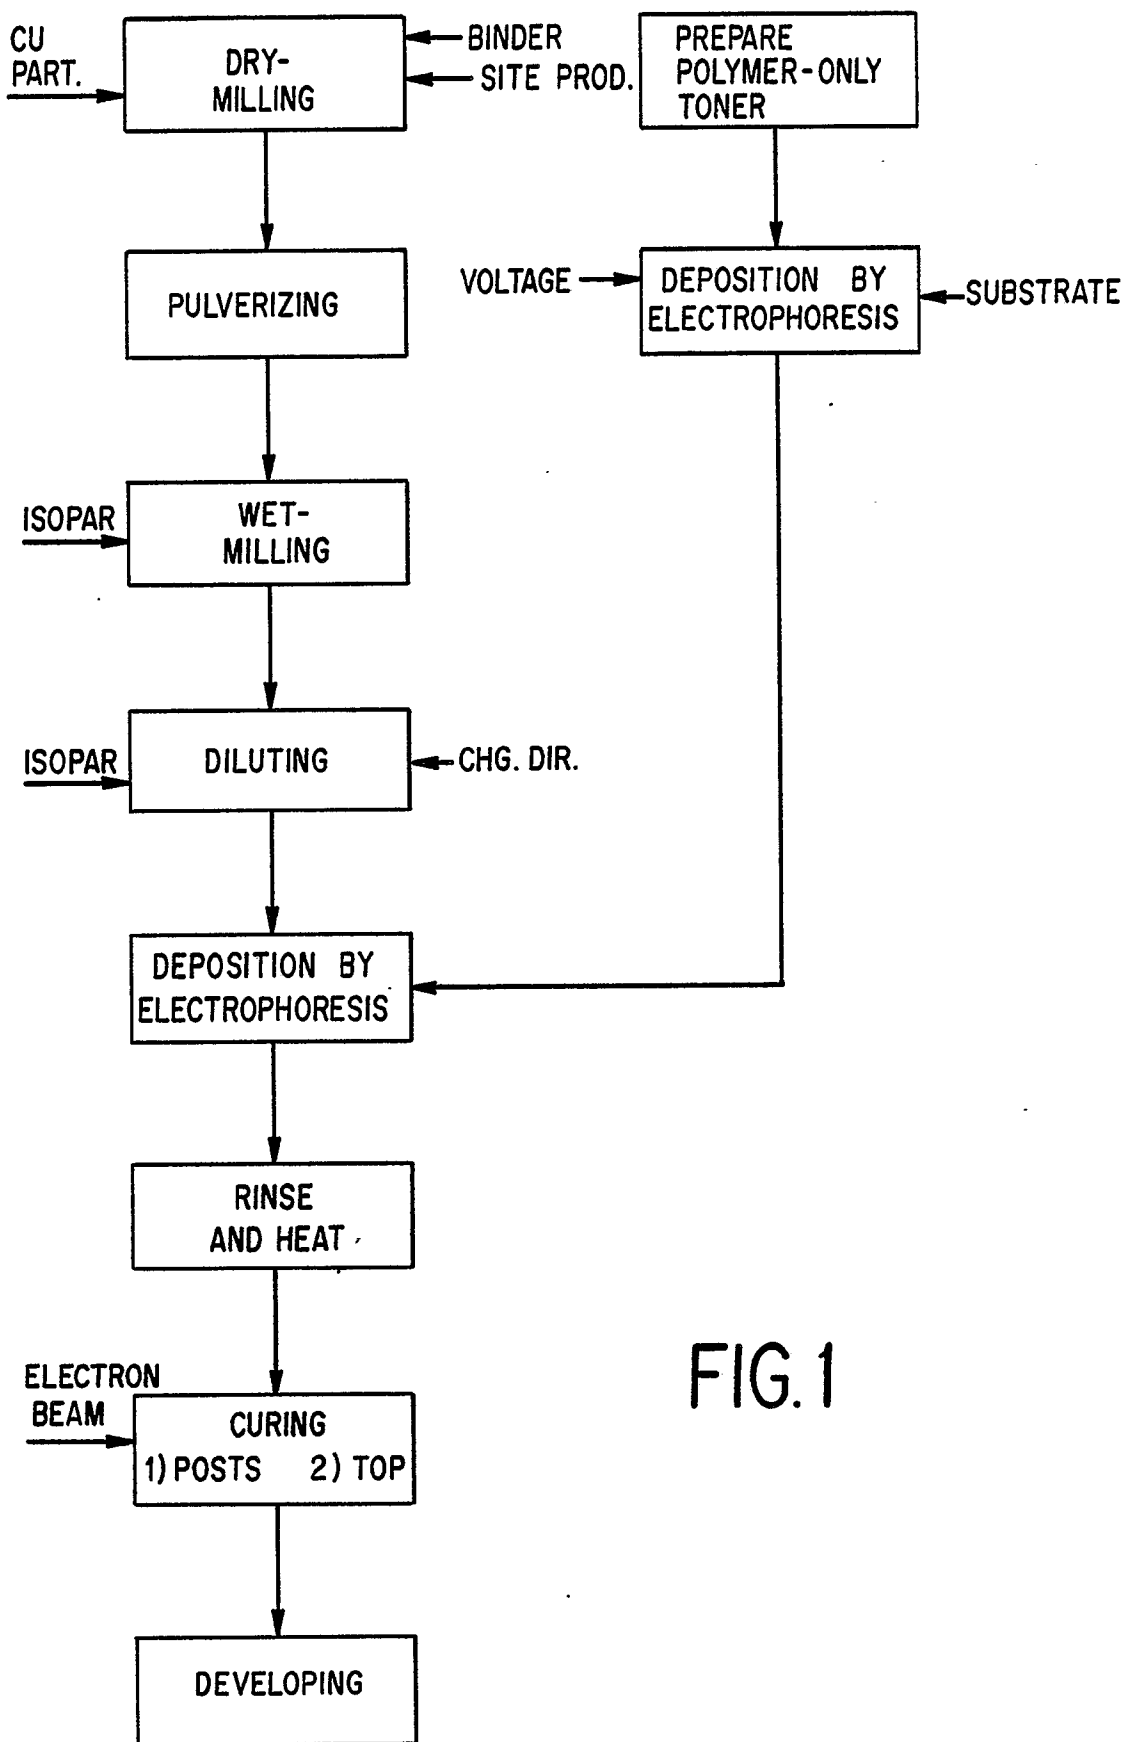 CU
PART.
DRY-
MILLING
BINDER
SITE PROD.
PREPARE
POLYMER-ONLY
TONER
PULVERIZING
VOLTAGE
DEPOSITION BY
ELECTROPHORESIS
SUBSTRATE
ISOPAR
WET-
MILLING
ISOPAR
DILUTING
CHG. DIR.
DEPOSITION BY
ELECTROPHORESIS
RINSE
AND HEAT
ELECTRON
BEAM
CURING
1) POSTS 2) TOP
DEVELOPING
FIG. 1